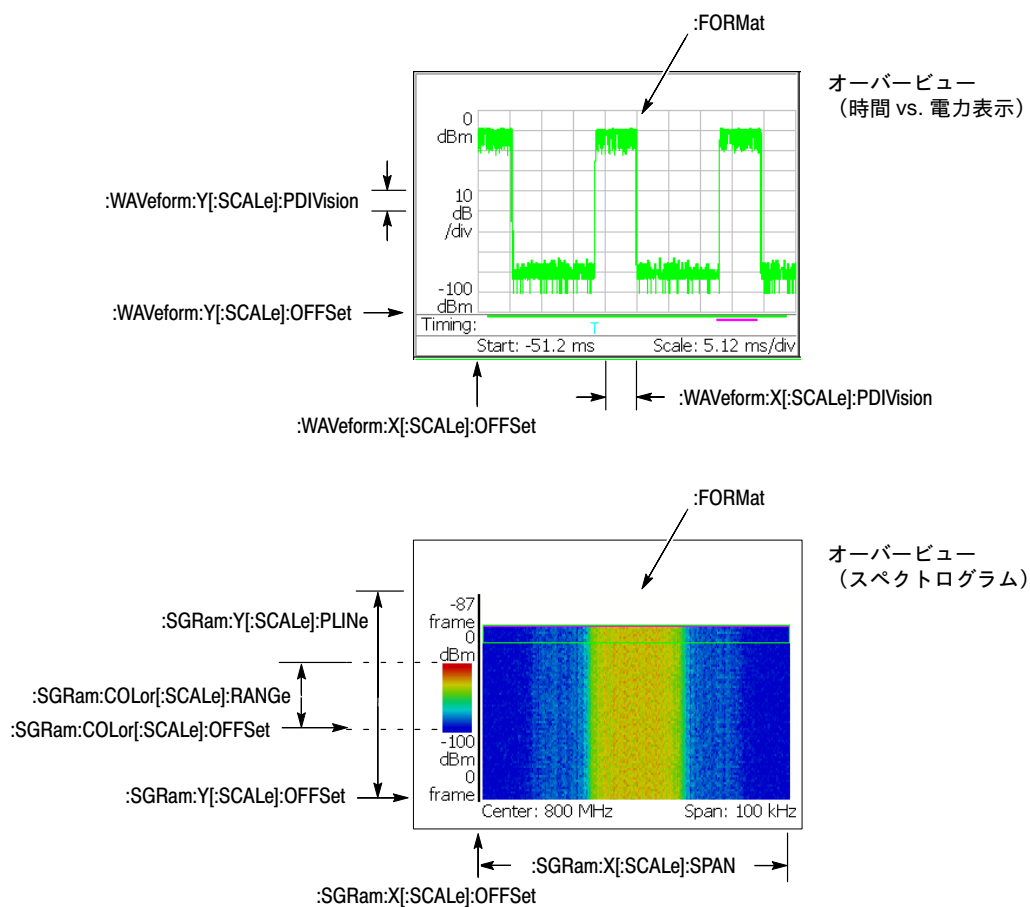 :FORMat
オーバービュー
（時間 vs. 電力表示）
0
dBm
:WAVeform:Y[:SCALe]:PDIVision
10
dB
/div
-100
dBm
:WAVeform:Y[:SCALe]:OFFSet
Timing:
T
Start: -51.2 ms
Scale: 5.12 ms/div
:WAVeform:X[:SCALe]:PDIVision
:WAVeform:X[:SCALe]:OFFSet
:FORMat
オーバービュー
（スペクトログラム）
-87
frame
:SGRam:Y[:SCALe]:PLINe
0
dBm
:SGRam:COLor[:SCALe]:RANGe
:SGRam:COLor[:SCALe]:OFFSet
-100
dBm
0
frame
:SGRam:Y[:SCALe]:OFFSet
Center: 800 MHz
Span: 100 kHz
:SGRam:X[:SCALe]:SPAN
:SGRam:X[:SCALe]:OFFSet